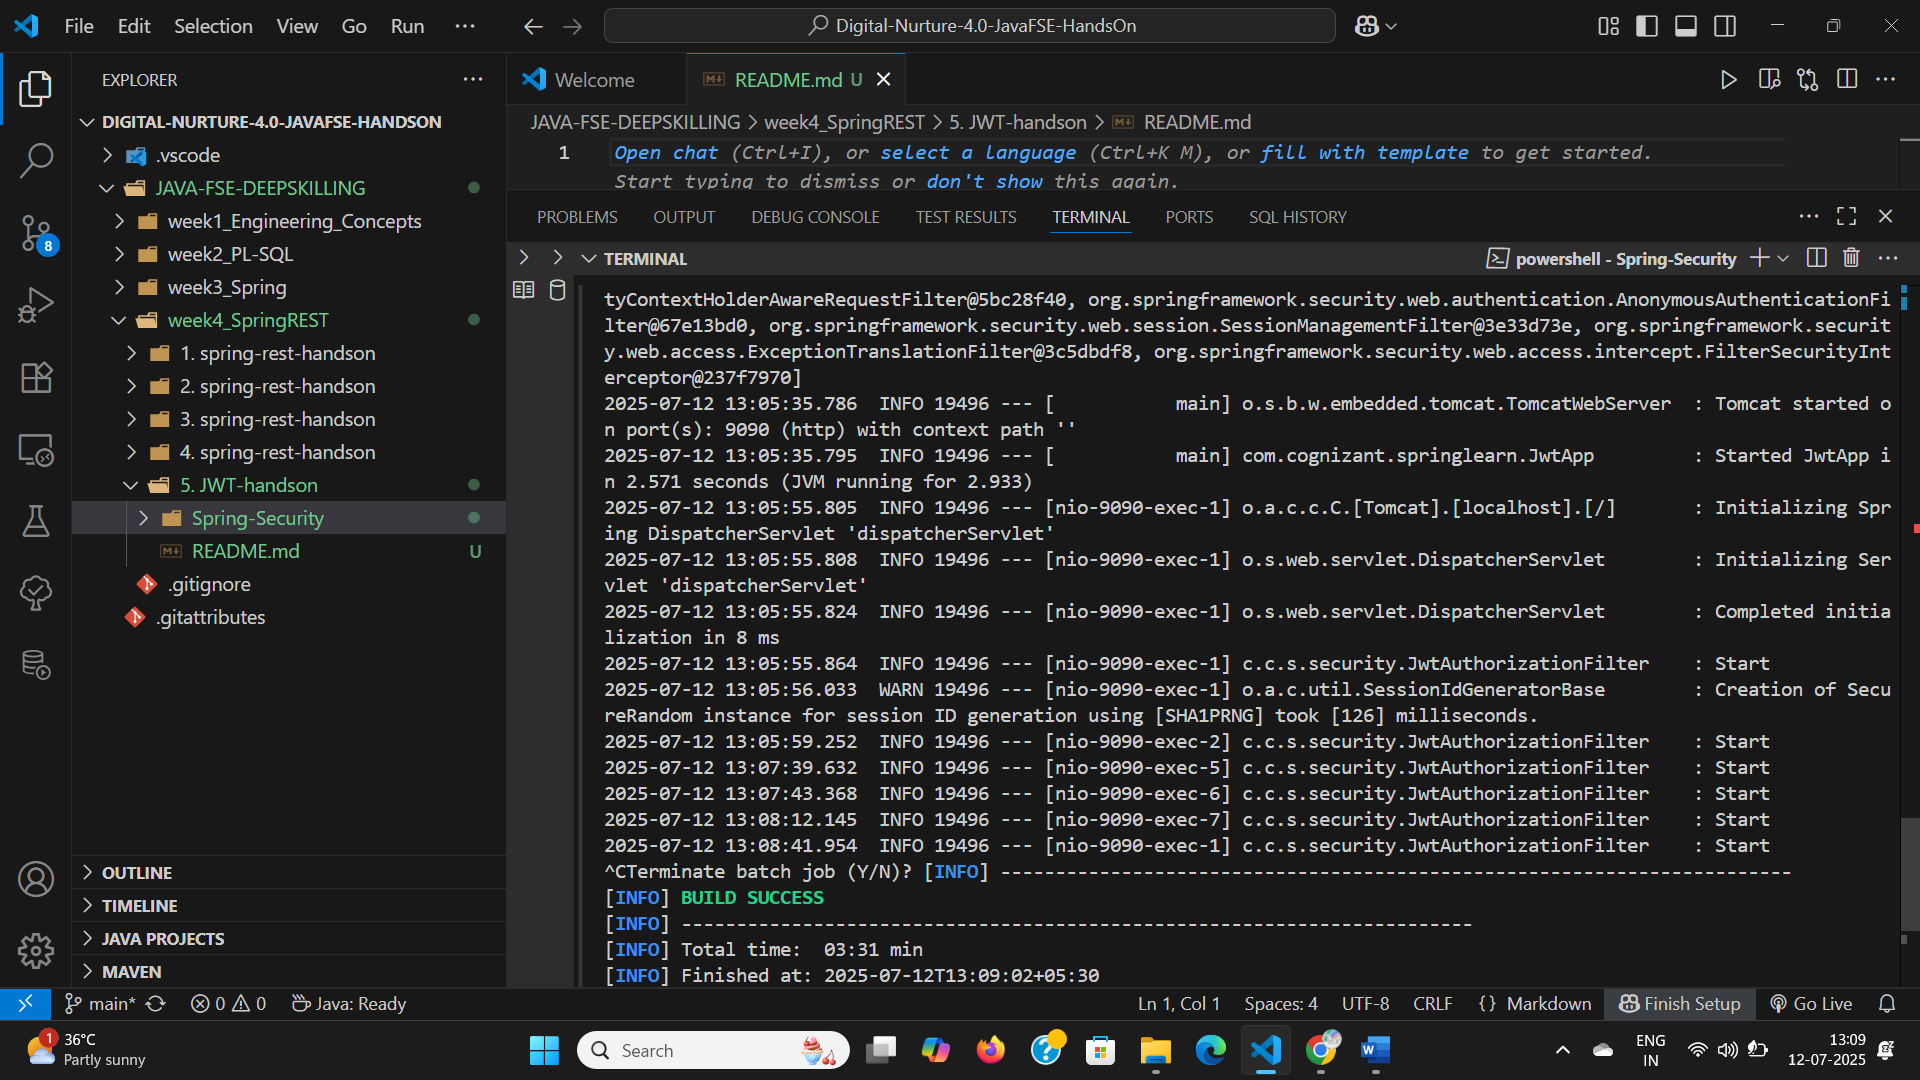 File Edit Selection View Go Run
Digital-Nurture-4.0-JavaFSE-HandsOn
EXPLORER
DIGITAL-NURTURE-4.0-JAVAFSE-HANDSON
.vscode
JAVA-FSE-DEEPSKILLING
week1_Engineering_Concepts
week2_PL-SQL
week3_Spring
week4_SpringREST
1. spring-rest-handson
2. spring-rest-handson
3. spring-rest-handson
4. spring-rest-handson
5. JWT-handson
Spring-Security
README.md U
.gitignore
.gitattributes
8
OUTLINE
TIMELINE
JAVA PROJECTS
MAVEN
Welcome
README.md U
JAVA-FSE-DEEPSKILLING > week4_SpringREST > 5. JWT-handson > README.md
1 Open chat (Ctrl+I), or select a language (Ctrl+K M), or fill with template to get started.
Start typing to dismiss or don't show this again.
PROBLEMS OUTPUT DEBUG CONSOLE TEST RESULTS TERMINAL PORTS SQL HISTORY
TERMINAL
powershell - Spring-Security
tyContextHolderAwareRequestFilter@5bc28f40, org.springframework.security.web.authentication.AnonymousAuthenticationFi
lter@67e13bd0, org.springframework.security.web.session.SessionManagementFilter@3e33d73e, org.springframework.securit
y.web.access.ExceptionTranslationFilter@3c5dbdf8, org.springframework.security.web.access.intercept.FilterSecurityInt
erceptor@237f7970]
2025-07-12 13:05:35.786  INFO 19496 --- [           main] o.s.b.w.embedded.tomcat.TomcatWebServer  : Tomcat started o
n port(s): 9090 (http) with context path ''
2025-07-12 13:05:35.795  INFO 19496 --- [           main] com.cognizant.springlearn.JwtApp         : Started JwtApp i
n 2.571 seconds (JVM running for 2.933)
2025-07-12 13:05:55.805  INFO 19496 --- [nio-9090-exec-1] o.a.c.c.C.[Tomcat].[localhost].[/]       : Initializing Spr
ing DispatcherServlet 'dispatcherServlet'
2025-07-12 13:05:55.808  INFO 19496 --- [nio-9090-exec-1] o.s.web.servlet.DispatcherServlet        : Initializing Ser
vlet 'dispatcherServlet'
2025-07-12 13:05:55.824  INFO 19496 --- [nio-9090-exec-1] o.s.web.servlet.DispatcherServlet        : Completed initia
lization in 8 ms
2025-07-12 13:05:55.864  INFO 19496 --- [nio-9090-exec-1] c.c.s.security.JwtAuthorizationFilter    : Start
2025-07-12 13:05:56.033  WARN 19496 --- [nio-9090-exec-1] o.a.c.util.SessionIdGeneratorBase        : Creation of Secu
reRandom instance for session ID generation using [SHA1PRNG] took [126] milliseconds.
2025-07-12 13:05:59.252  INFO 19496 --- [nio-9090-exec-2] c.c.s.security.JwtAuthorizationFilter    : Start
2025-07-12 13:07:39.632  INFO 19496 --- [nio-9090-exec-5] c.c.s.security.JwtAuthorizationFilter    : Start
2025-07-12 13:07:43.368  INFO 19496 --- [nio-9090-exec-6] c.c.s.security.JwtAuthorizationFilter    : Start
2025-07-12 13:08:12.145  INFO 19496 --- [nio-9090-exec-7] c.c.s.security.JwtAuthorizationFilter    : Start
2025-07-12 13:08:41.954  INFO 19496 --- [nio-9090-exec-1] c.c.s.security.JwtAuthorizationFilter    : Start
^CTerminate batch job (Y/N)? [INFO] ------------------------------------------------------------------------
[INFO] BUILD SUCCESS
[INFO] ------------------------------------------------------------------------
[INFO] Total time:  03:31 min
[INFO] Finished at: 2025-07-12T13:09:02+05:30
main* 0 0 Java: Ready Ln 1, Col 1 Spaces: 4 UTF-8 CRLF {} Markdown Finish Setup Go Live
1 36°C
Partly sunny
Search
ENG
IN
13:09
12-07-2025